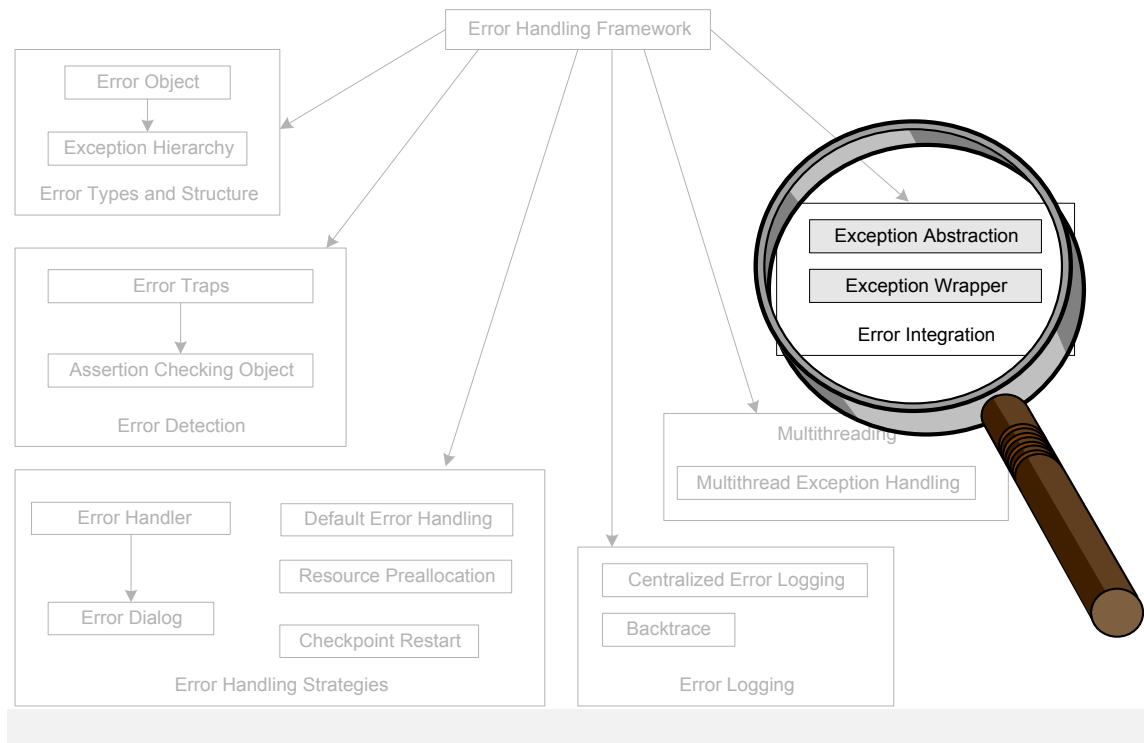 Error Handling Framework
Error Object
Exception Hierarchy
Error Types and Structure
Error Traps
Assertion Checking Object
Error Detection
Error Handler
Error Dialog
Default Error Handling
Resource Preallocation
Checkpoint Restart
Error Handling Strategies
Centralized Error Logging
Backtrace
Error Logging
Multithreading
Multithread Exception Handling
Exception Abstraction
Exception Wrapper
Error Integration